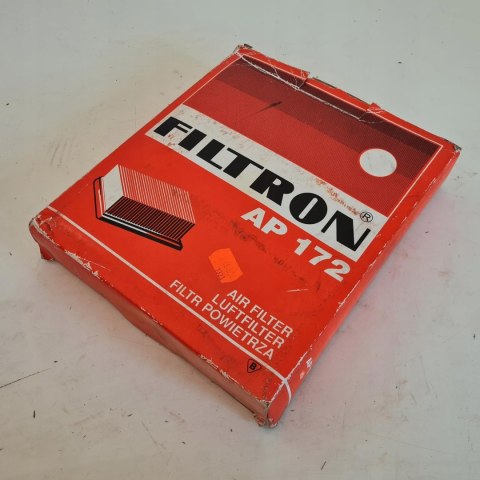 FILTRON®
AP 172
AIR FILTER
LUFTFILTER
FILTR POWIETRZA
B